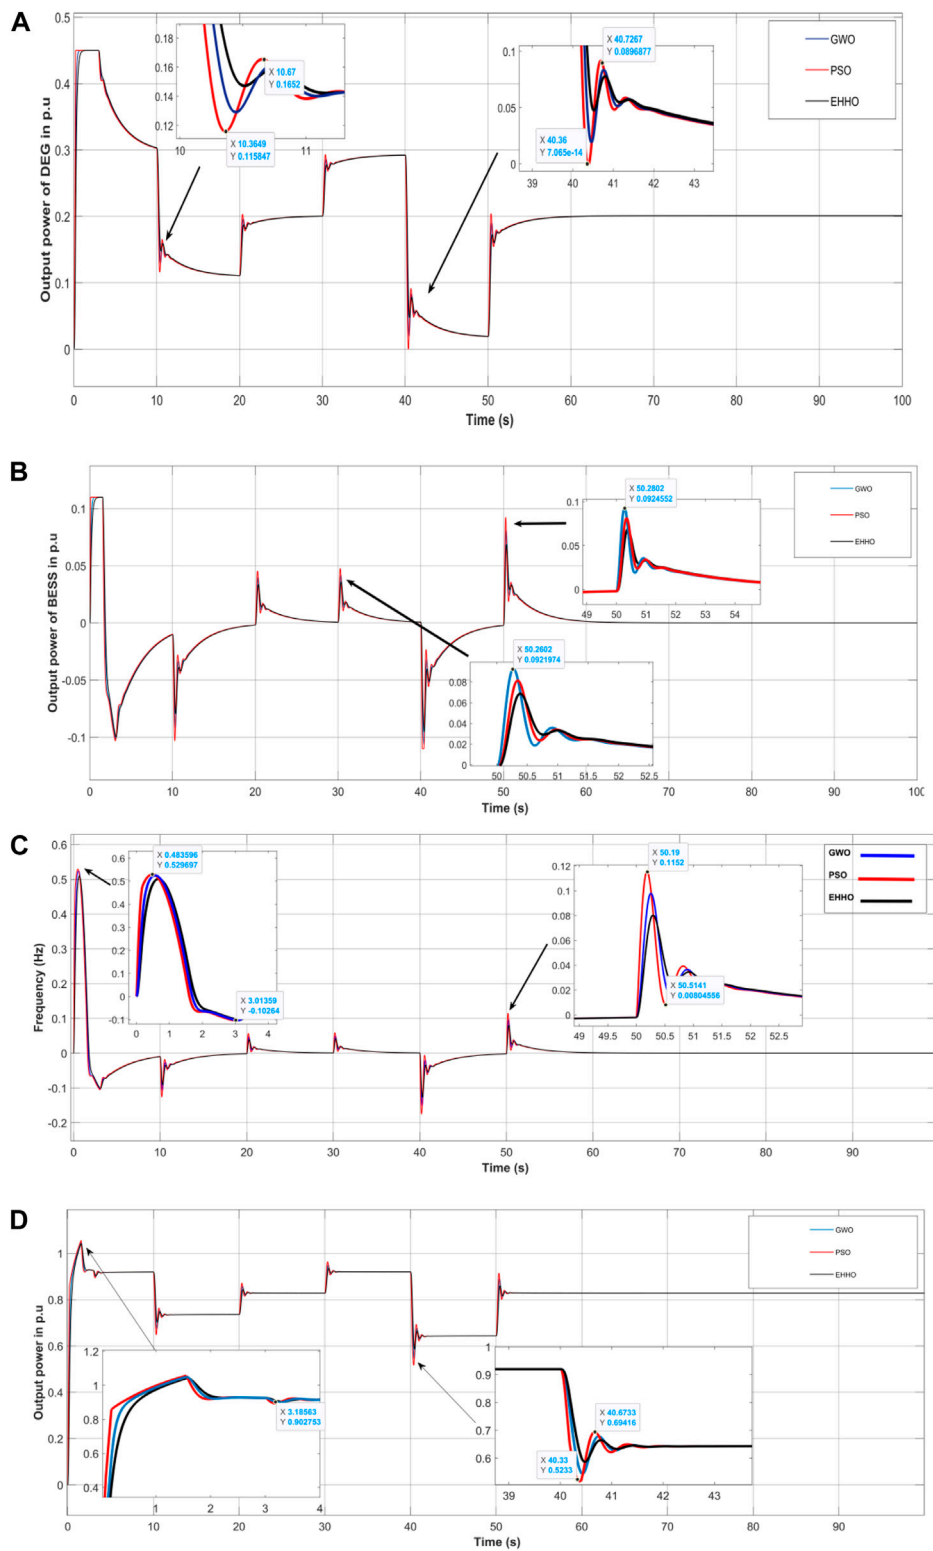 A
Output power of DEG in p.u
0.5
0.4
0.3
0.2
0.1
0
0 10 20 30 40 50 60 70 80 90 100
Time (s)
GWO
PSO
EHHO
0.18
0.16
0.14
0.12
10 11
X 10.67
Y 0.1652
X 10.3649
Y 0.115847
0.1
0.05
0
39 40 41 42 43
X 40.7267
Y 0.0896877
X 40.36
Y 7.065e-14
B
Output power of BESS in p.u
0.1
0.05
0
-0.05
-0.1
0 10 20 30 40 50 60 70 80 90 100
Time (s)
GWO
PSO
EHHO
X 50.2802
Y 0.0924552
0.1
0.05
0
49 50 51 52 53 54
X 50.2602
Y 0.0921974
0.08
0.06
0.04
0.02
0
50 50.5 51 51.5 52 52.5
C
Frequency (Hz)
0.6
0.5
0.4
0.3
0.2
0.1
0
-0.1
-0.2
0 10 20 30 40 50 60 70 80 90
Time (s)
GWO
PSO
EHHO
X 0.483596
Y 0.529697
0.6
0.5
0.4
0.3
0.2
0.1
0
-0.1
0 1 2 3 4
X 3.01359
Y -0.10264
0.12
0.1
0.08
0.06
0.04
0.02
0
49 49.5 50 50.5 51 51.5 52 52.5
X 50.19
Y 0.1152
X 50.5141
Y 0.00804556
D
Output power in p.u
1
0.8
0.6
0.4
0.2
0
0 10 20 30 40 50 60 70 80 90 100
Time (s)
GWO
PSO
EHHO
1.2
1
0.8
0.6
0.4
1 2 3 4
X 3.18563
Y 0.902753
1
0.9
0.8
0.7
0.6
39 40 41 42 43
X 40.6733
Y 0.69416
X 40.33
Y 0.5233